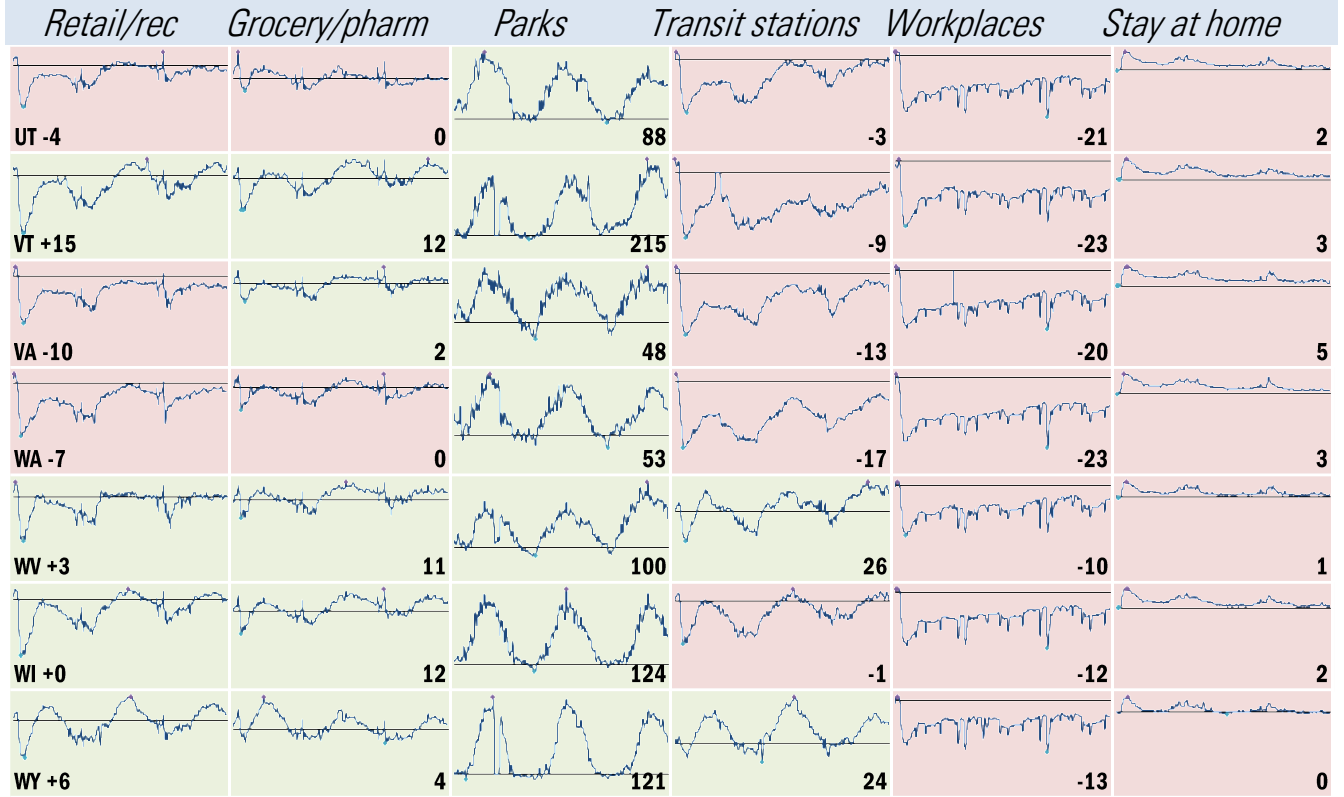 Retail/rec Grocery/pharm Parks Transit stations Workplaces Stay at home
UT -4 0 88 -3 -21 2
VT +15 12 215 -9 -23 3
VA -10 2 48 -13 -20 5
WA -7 0 53 -17 -23 3
WV +3 11 100 26 -10 1
WI +0 12 124 -1 -12 2
WY +6 4 121 24 -13 0